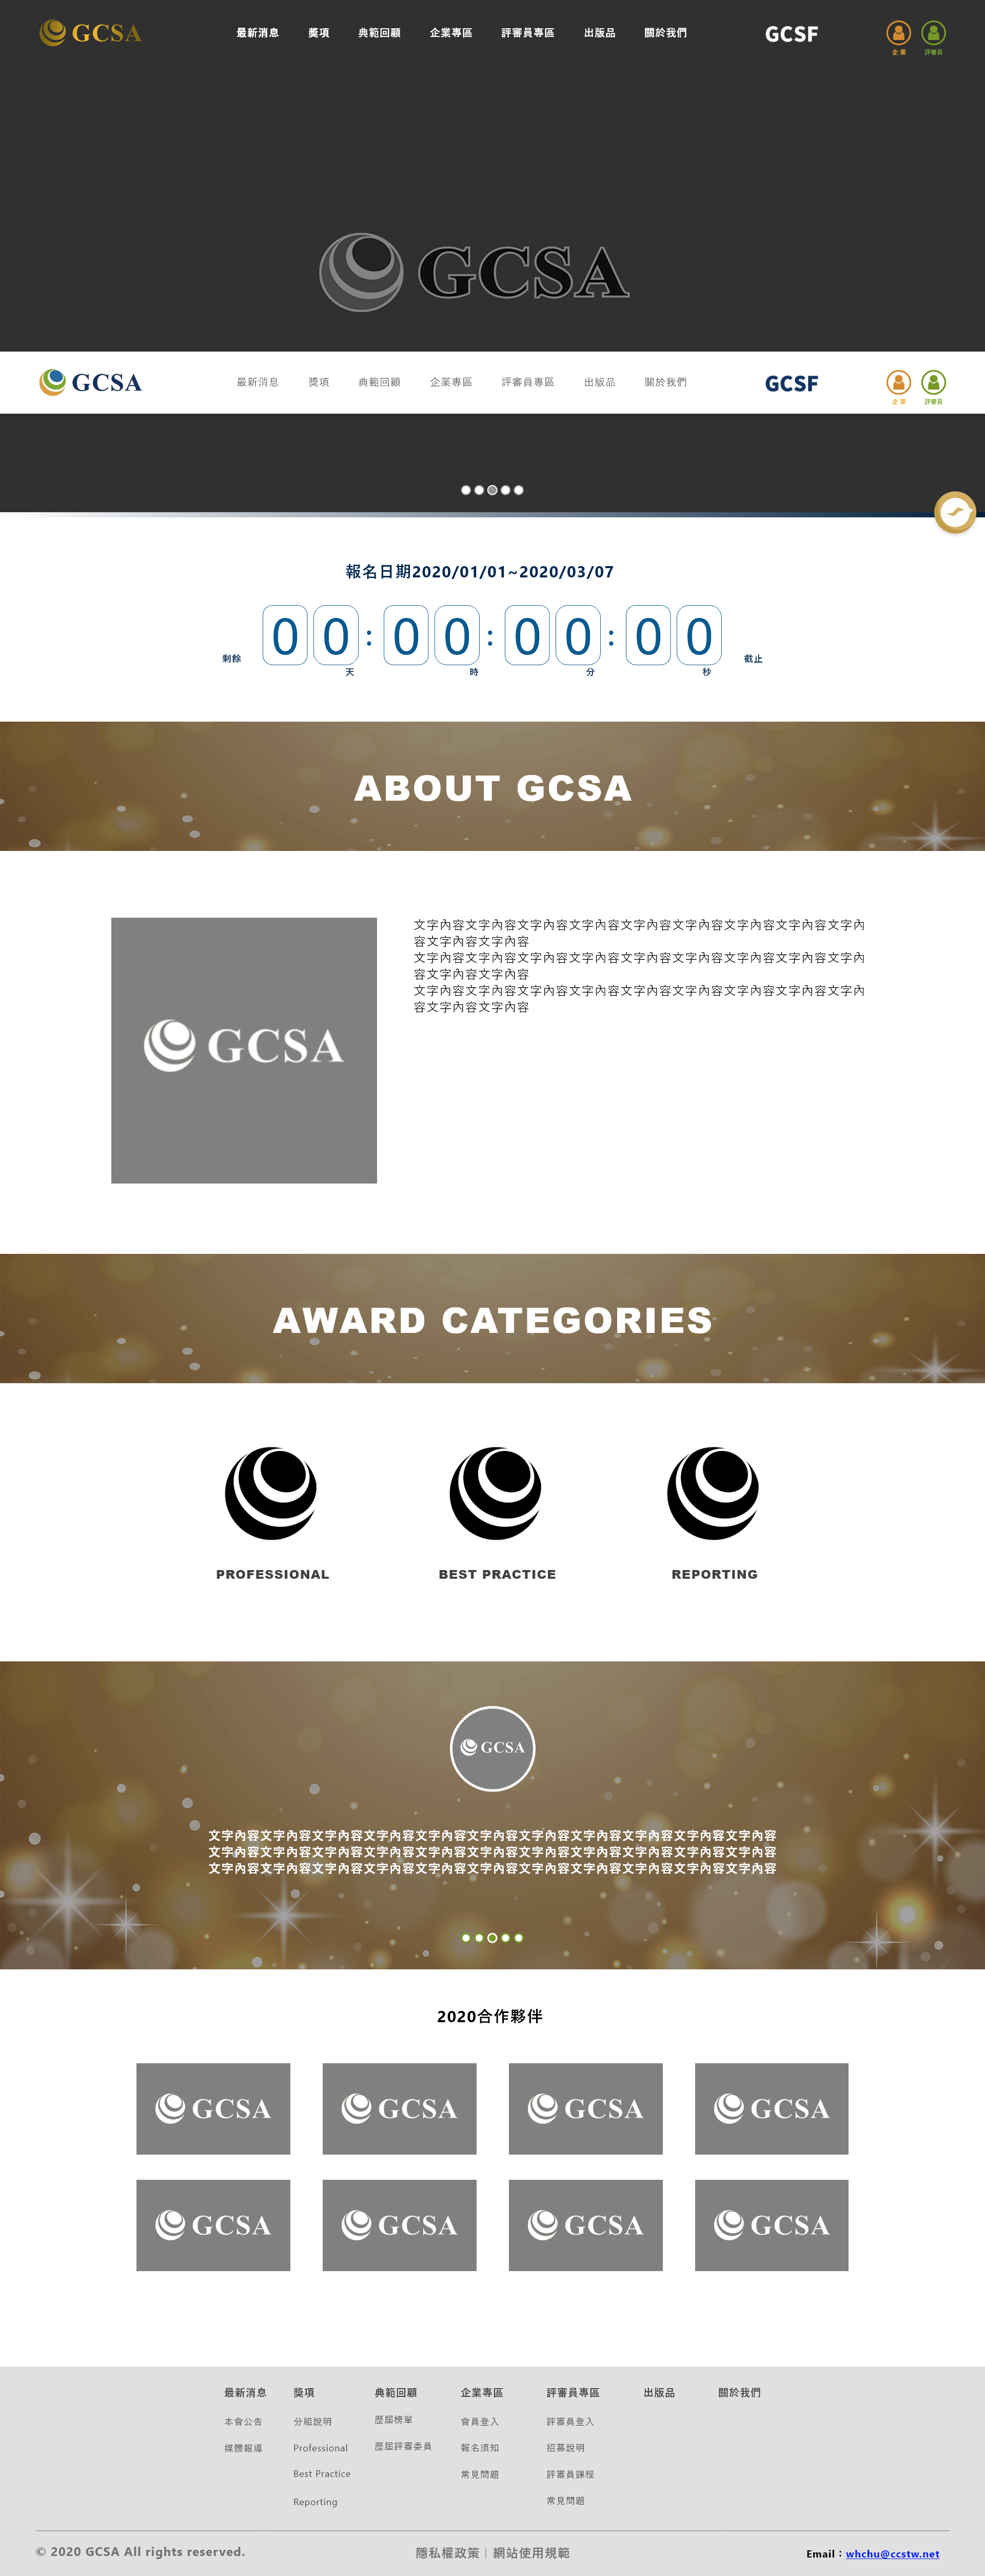 GCSA 最新消息 獎項 典範回顧 企業專區 評審員專區 出版品 關於我們 GCSF 企業 評審員
GCSA
GCSA 最新消息 獎項 典範回顧 企業專區 評審員專區 出版品 關於我們 GCSF 企業 評審員
報名日期2020/01/01~2020/03/07
剩餘 00:00:00:00 截止
天 時 分 秒
ABOUT GCSA
文字內容文字內容文字內容文字內容文字內容文字內容文字內容文字內容文字內
容文字內容文字內容
文字內容文字內容文字內容文字內容文字內容文字內容文字內容文字內容文字內
容文字內容文字內容
文字內容文字內容文字內容文字內容文字內容文字內容文字內容文字內容文字內
容文字內容文字內容
GCSA
AWARD CATEGORIES
PROFESSIONAL BEST PRACTICE REPORTING
GCSA
文字內容文字內容文字內容文字內容文字內容文字內容文字內容文字內容文字內容文字內容文字內容
文字內容文字內容文字內容文字內容文字內容文字內容文字內容文字內容文字內容文字內容文字內容
文字內容文字內容文字內容文字內容文字內容文字內容文字內容文字內容文字內容文字內容文字內容
2020合作夥伴
GCSA GCSA GCSA GCSA
GCSA GCSA GCSA GCSA
最新消息 獎項 典範回顧 企業專區 評審員專區 出版品 關於我們
本會公告 分組說明 歷屆榜單 會員登入 評審員登入
媒體報導 Professional 歷屆評審委員 報名須知 招募說明
Best Practice 常見問題 評審員課程
Reporting 常見問題
© 2020 GCSA All rights reserved. 隱私權政策｜網站使用規範 Email：whchu@ccstw.net